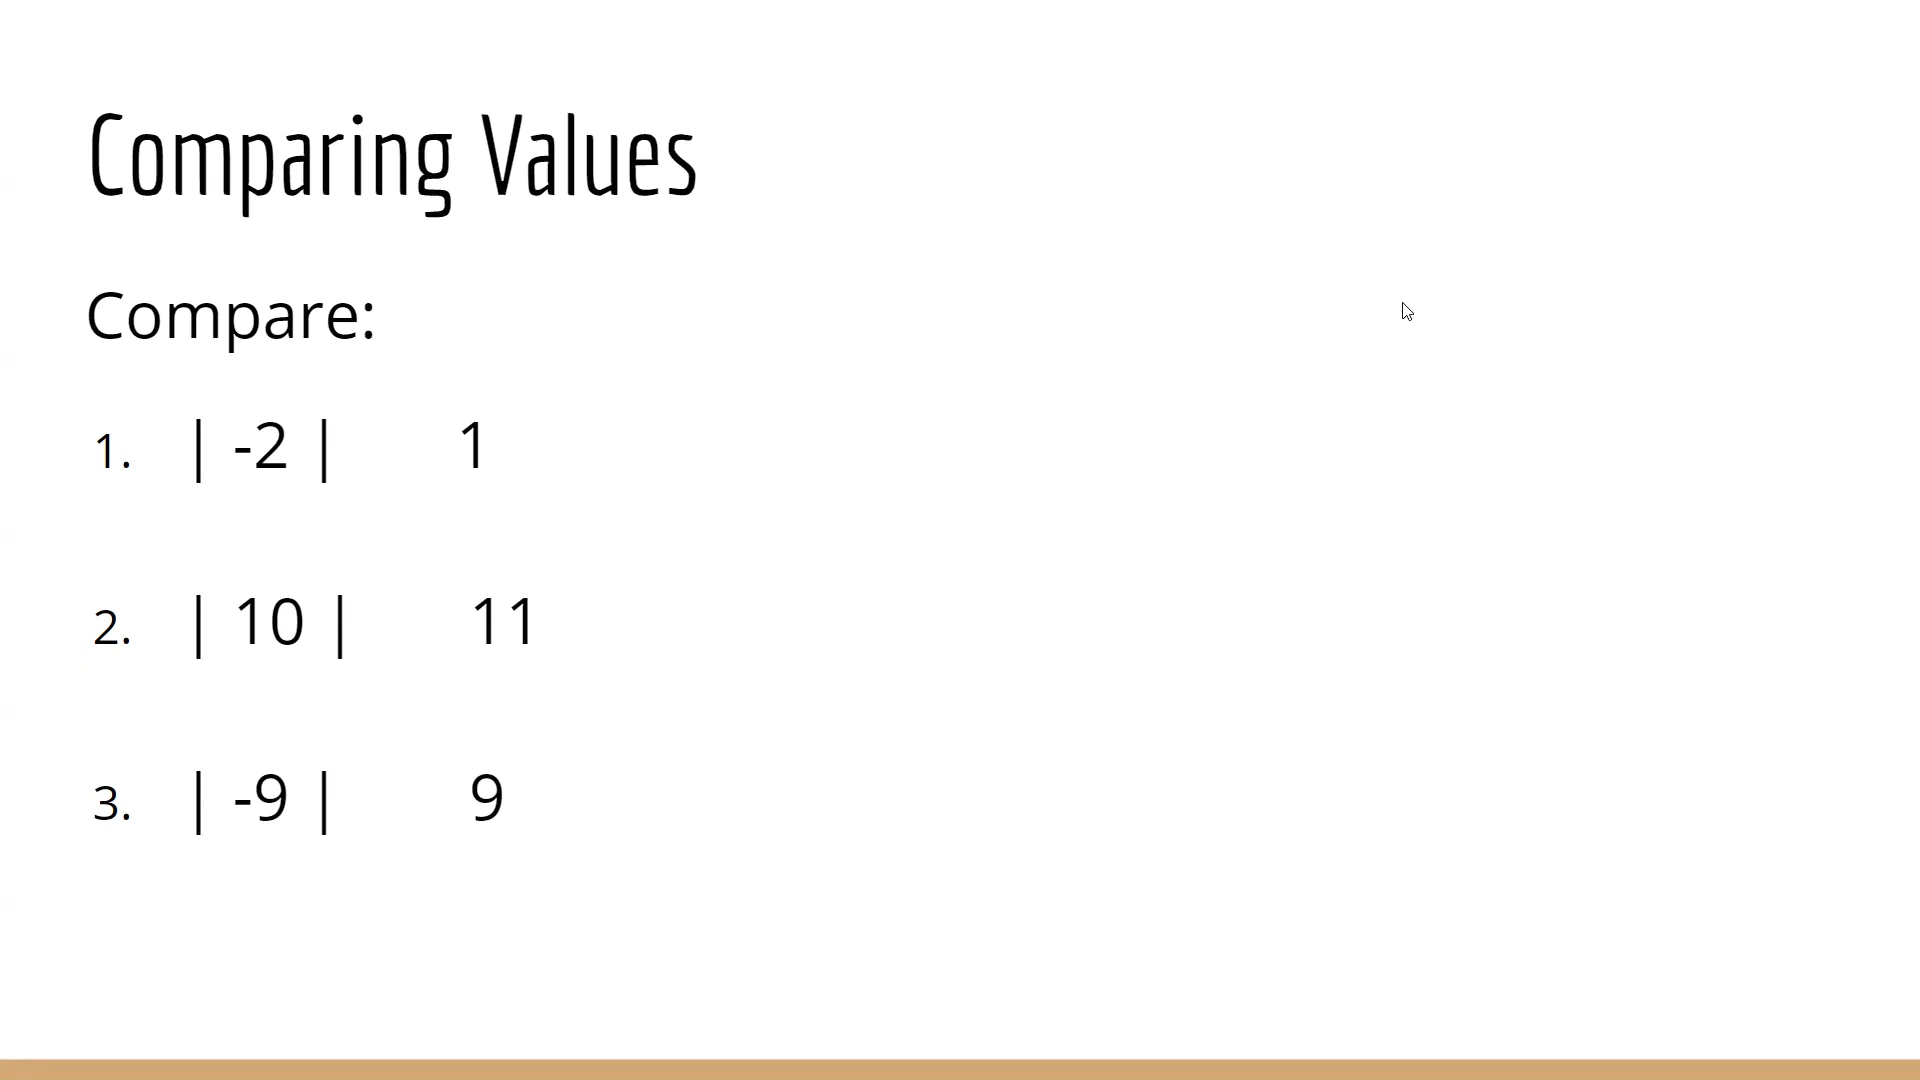 Comparing Values
Compare:
1. | -2 | 1
2. | 10 | 11
3. | -9 | 9